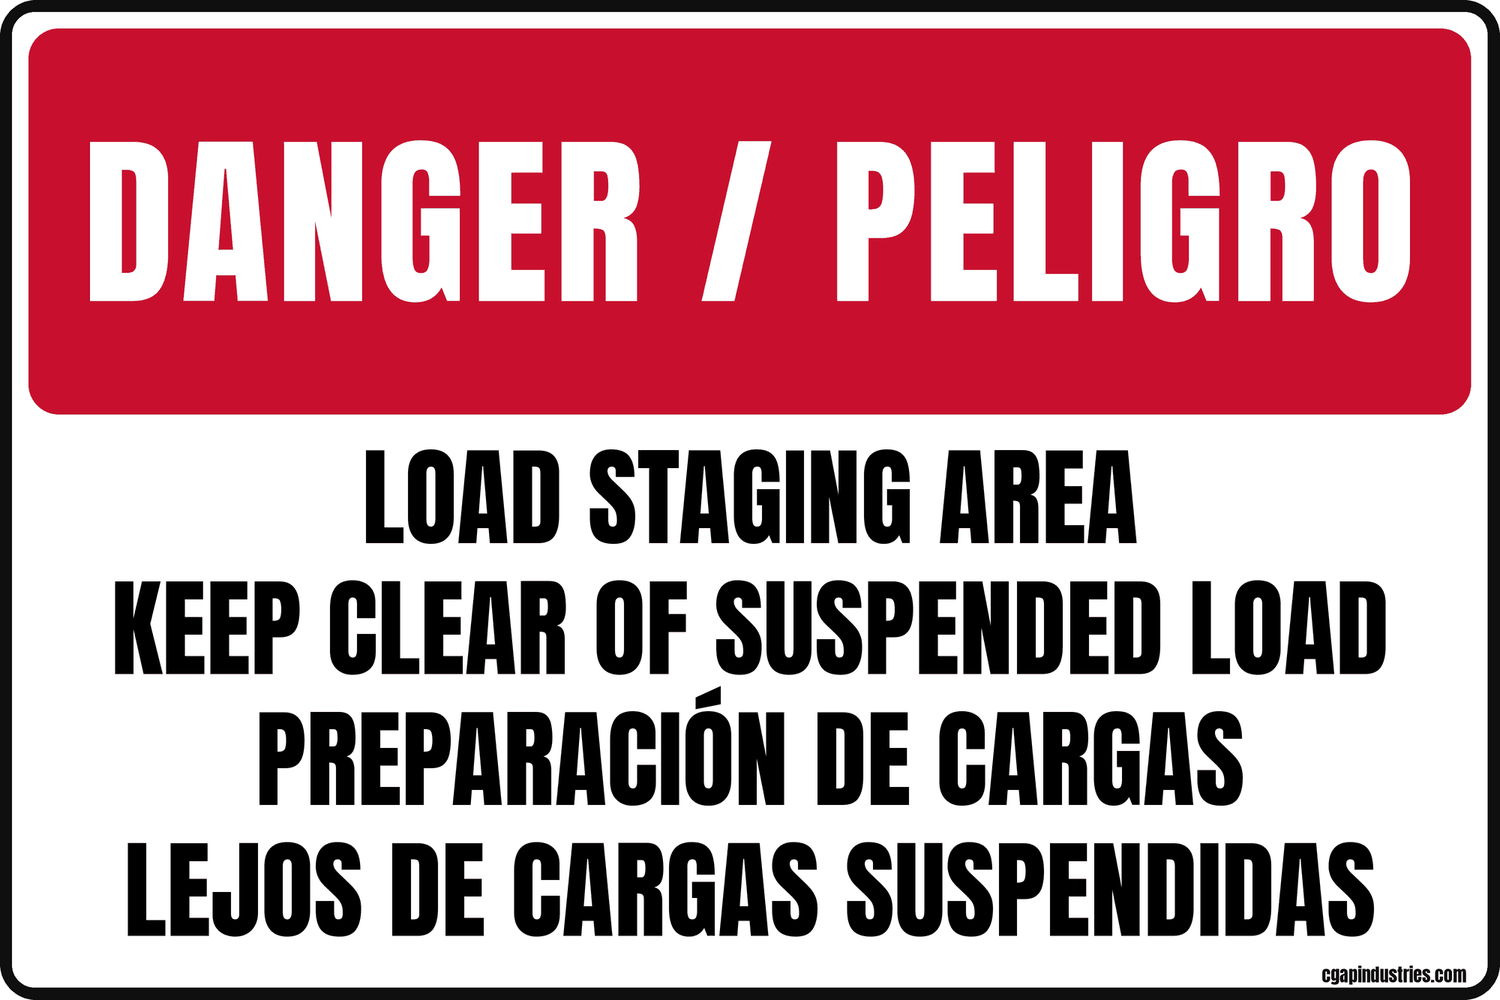 DANGER / PELIGRO
LOAD STAGING AREA
KEEP CLEAR OF SUSPENDED LOAD
PREPARACIÓN DE CARGAS
LEJOS DE CARGAS SUSPENDIDAS
cgapindustries.com